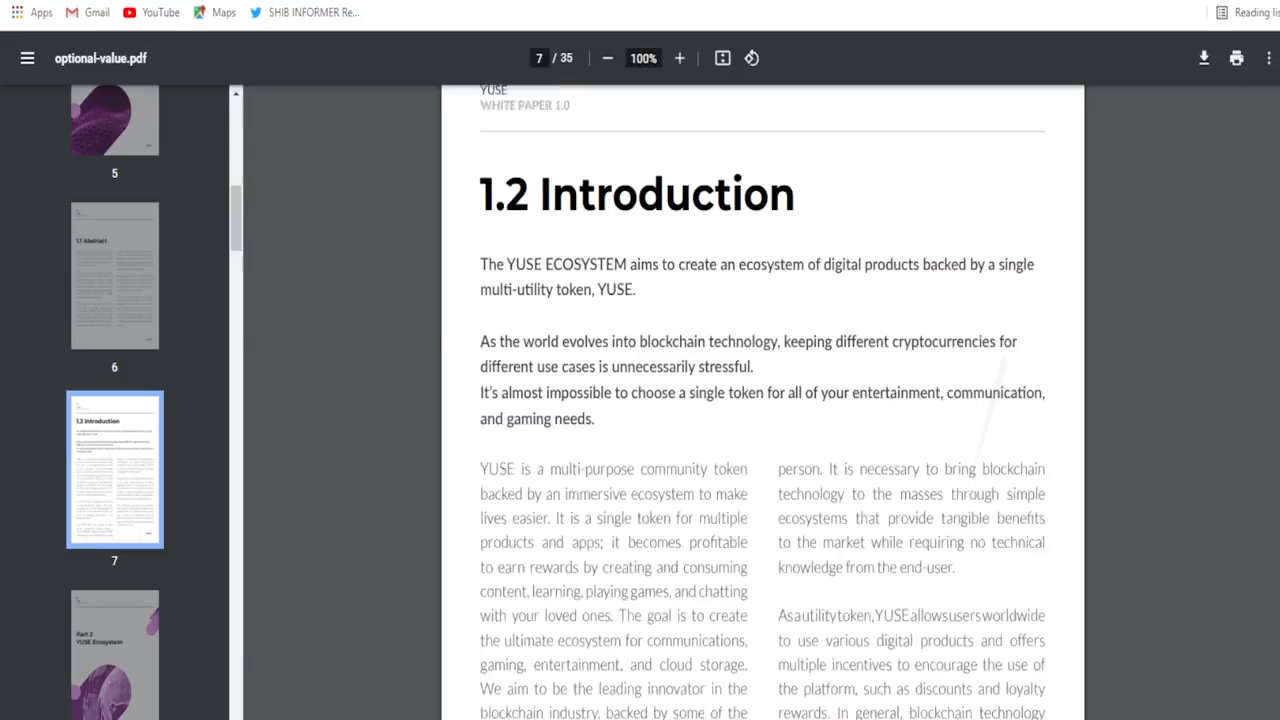 Apps Gmail YouTube Maps SHIB INFORMER Re... Reading lis
optional-value.pdf 7 / 35 100%
5
1.1 Abstract
6
1.2 Introduction
7
Part 2
YUSE Ecosystem
YUSE
WHITE PAPER 1.0
1.2 Introduction
The YUSE ECOSYSTEM aims to create an ecosystem of digital products backed by a single
multi-utility token, YUSE.
As the world evolves into blockchain technology, keeping different cryptocurrencies for
different use cases is unnecessarily stressful.
It's almost impossible to choose a single token for all of your entertainment, communication,
and gaming needs.
YUSE is a multi-purpose community token
backed by an immersive ecosystem to make
lives easier. It is a single token for multiple
products and apps; it becomes profitable
to earn rewards by creating and consuming
content, learning, playing games, and chatting
with your loved ones. The goal is to create
the ultimate ecosystem for communications,
gaming, entertainment, and cloud storage.
We aim to be the leading innovator in the
blockchain industry, backed by some of the
person. It is necessary to bring blockchain
technology to the masses through simple
ecosystems that provide tangible benefits
to the market while requiring no technical
knowledge from the end-user.
As a utility token, YUSE allows users worldwide
to use various digital products and offers
multiple incentives to encourage the use of
the platform, such as discounts and loyalty
rewards. In general, blockchain technology